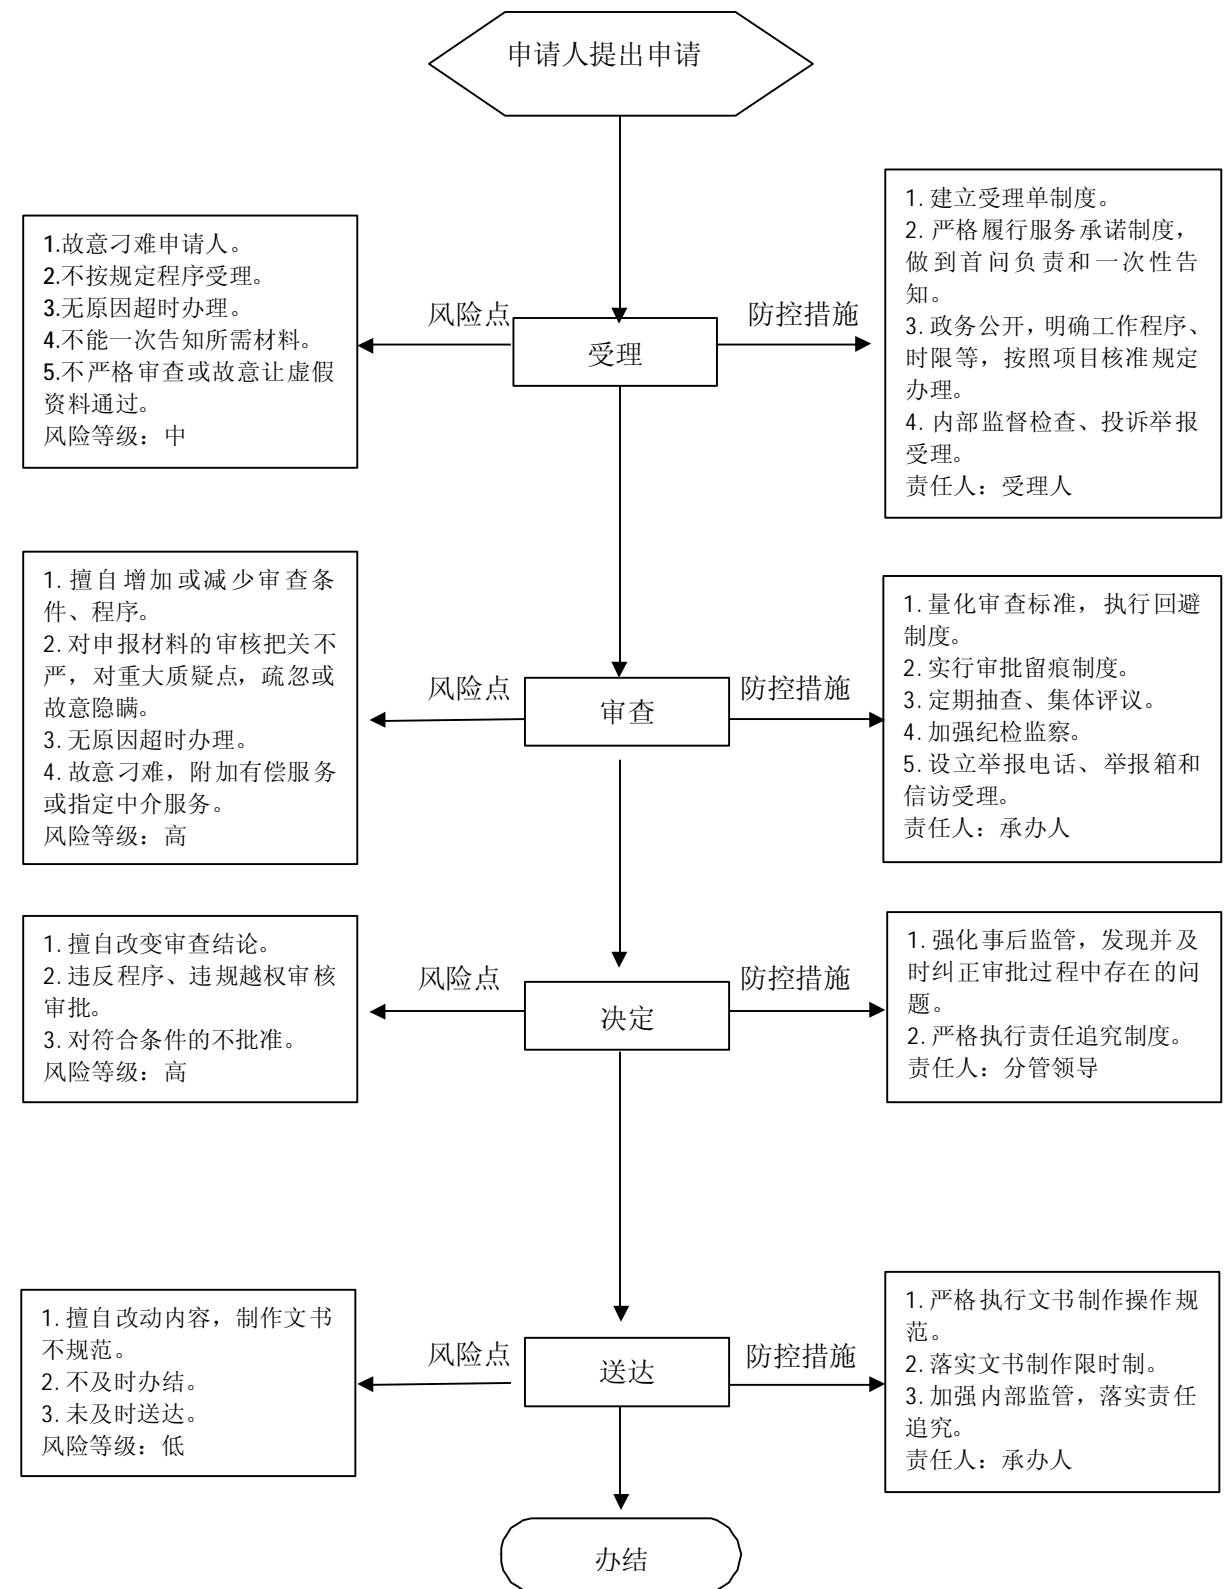 申请人提出申请
1.故意刁难申请人。
2.不按规定程序受理。
3.无原因超时办理。
4.不能一次告知所需材料。
5.不严格审查或故意让虚假
资料通过。
风险等级：中
风险点
受理
防控措施
1.建立受理单制度。
2.严格履行服务承诺制度，
做到首问负责和一次性告
知。
3.政务公开，明确工作程序、
时限等，按照项目核准规定
办理。
4.内部监督检查、投诉举报
受理。
责任人：受理人
1.擅自增加或减少审查条
件、程序。
2.对申报材料的审核把关不
严，对重大质疑点，疏忽或
故意隐瞒。
3.无原因超时办理。
4.故意刁难，附加有偿服务
或指定中介服务。
风险等级：高
风险点
审查
防控措施
1.量化审查标准，执行回避
制度。
2.实行审批留痕制度。
3.定期抽查、集体评议。
4.加强纪检监察。
5.设立举报电话、举报箱和
信访受理。
责任人：承办人
1.擅自改变审查结论。
2.违反程序、违规越权审核
审批。
3.对符合条件的不批准。
风险等级：高
风险点
决定
防控措施
1.强化事后监管，发现并及
时纠正审批过程中存在的问
题。
2.严格执行责任追究制度。
责任人：分管领导
1.擅自改动内容，制作文书
不规范。
2.不及时办结。
3.未及时送达。
风险等级：低
风险点
送达
防控措施
1.严格执行文书制作操作规
范。
2.落实文书制作限时制。
3.加强内部监管，落实责任
追究。
责任人：承办人
办结